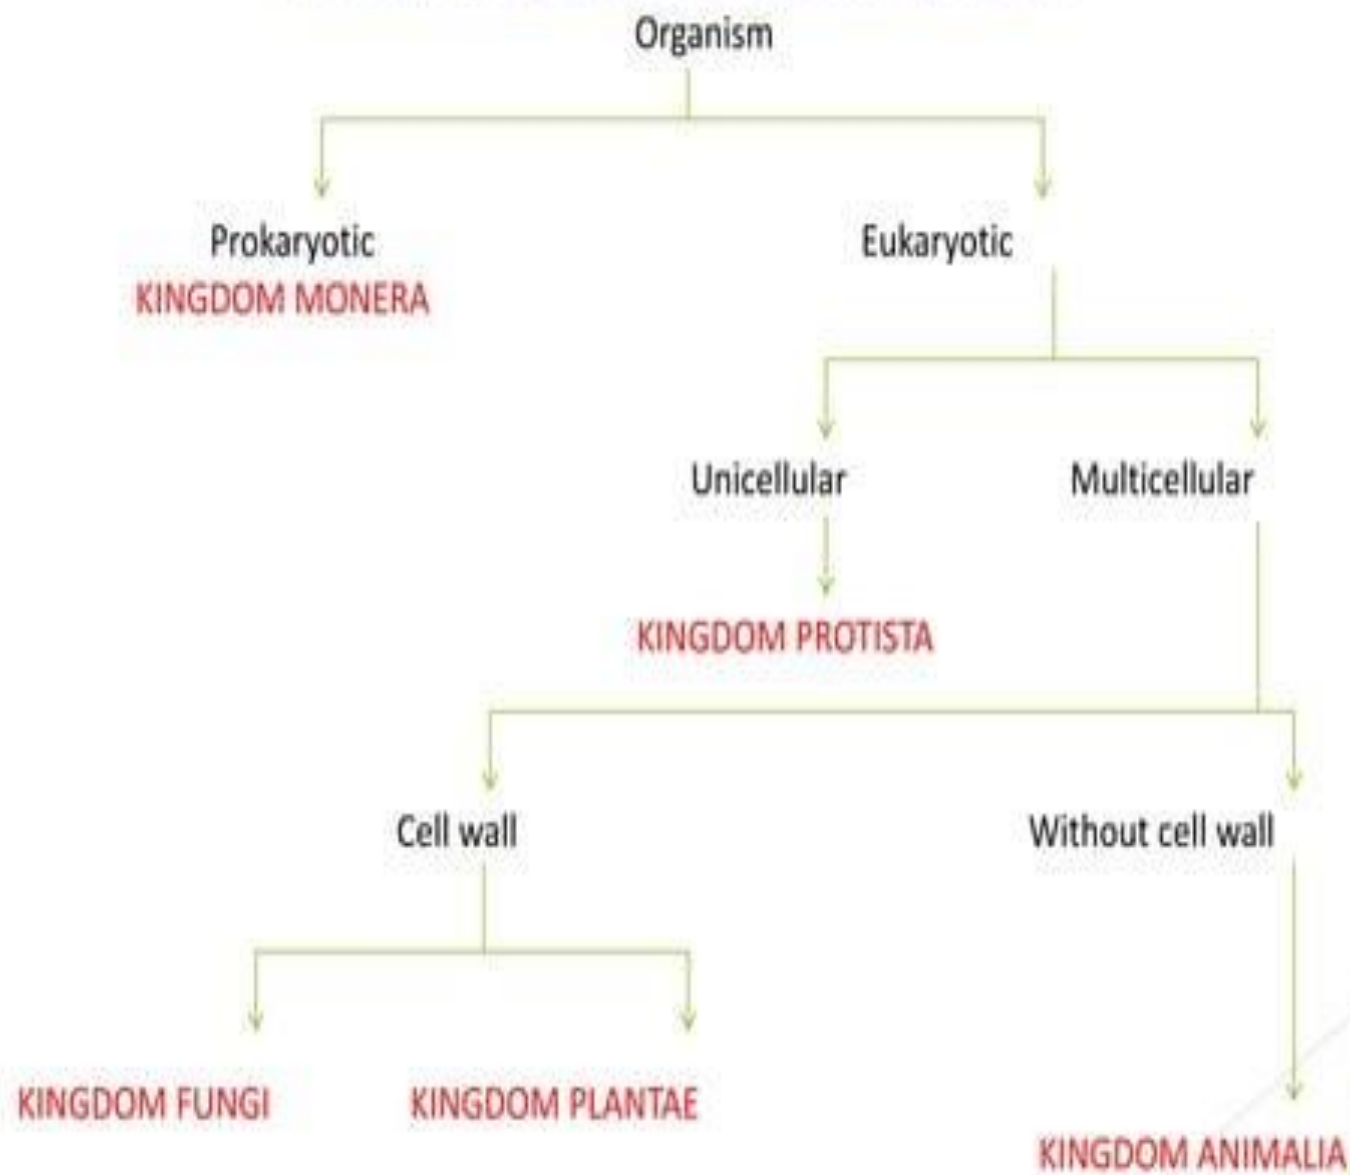 Organism
Prokaryotic
Eukaryotic
KINGDOM MONERA
Unicellular
Multicellular
KINGDOM PROTISTA
Cell wall
Without cell wall
KINGDOM FUNGI
KINGDOM PLANTAE
KINGDOM ANIMALIA